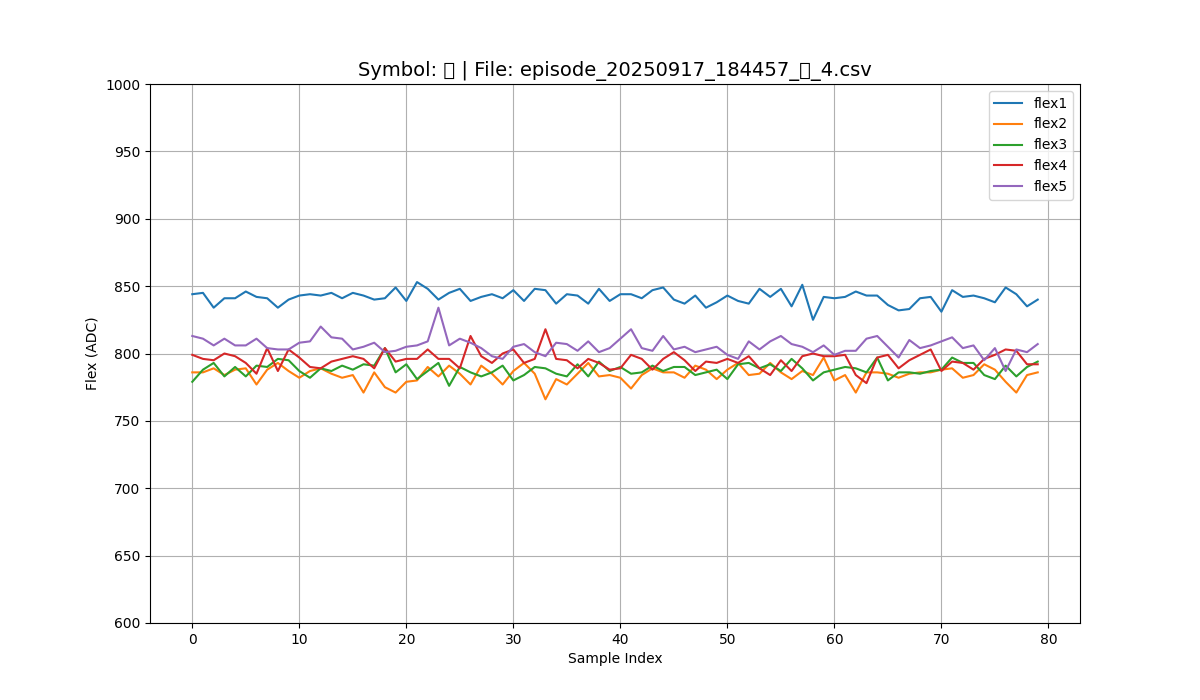 Symbol: | File: episode_20250917_184457_ _4.csv
1000
950
900
850
800
750
700
650
600
Flex (ADC)
0 10 20 30 40 50 60 70 80
Sample Index
flex1
flex2
flex3
flex4
flex5